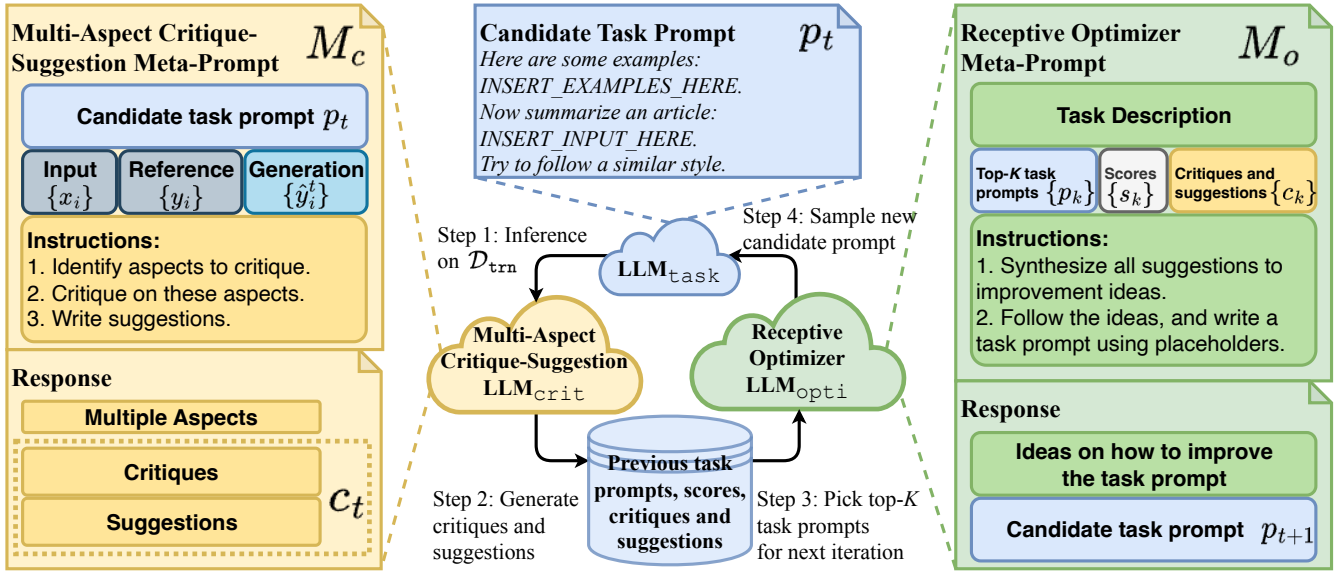 Multi-Aspect Critique-
Suggestion Meta-Prompt
M_c
Candidate task prompt p_t
Input
{x_i}
Reference
{y_i}
Generation
{ŷ_i^t}
Instructions:
1. Identify aspects to critique.
2. Critique on these aspects.
3. Write suggestions.
Response
Multiple Aspects
Critiques
Suggestions
c_t
Candidate Task Prompt
p_t
Here are some examples:
INSERT_EXAMPLES_HERE.
Now summarize an article:
INSERT_INPUT_HERE.
Try to follow a similar style.
Step 1: Inference
on D_trn
LLM_task
Step 4: Sample new
candidate prompt
Multi-Aspect
Critique-Suggestion
LLM_crit
Receptive
Optimizer
LLM_opti
Step 2: Generate
critiques and
suggestions
Previous task
prompts, scores,
critiques and
suggestions
Step 3: Pick top-K
task prompts
for next iteration
Receptive Optimizer
Meta-Prompt
M_o
Task Description
Top-K task
prompts {p_k}
Scores
{s_k}
Critiques and
suggestions {c_k}
Instructions:
1. Synthesize all suggestions to
improvement ideas.
2. Follow the ideas, and write a
task prompt using placeholders.
Response
Ideas on how to improve
the task prompt
Candidate task prompt p_{t+1}